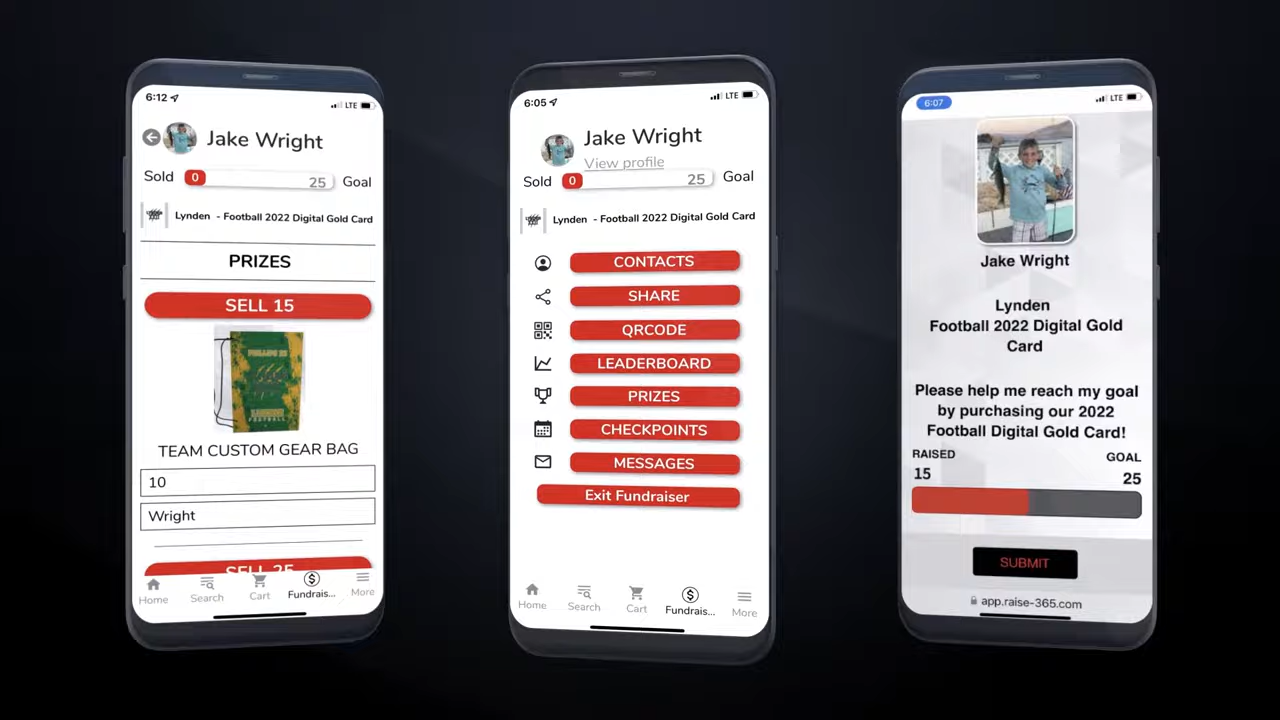 6:12
LTE
Jake Wright
Sold 0 25 Goal
Lynden - Football 2022 Digital Gold Card
PRIZES
SELL 15
TEAM CUSTOM GEAR BAG
10
Wright
SELL 25
Home Search Cart Fundrais... More
6:05
LTE
Jake Wright
View profile
Sold 0 25 Goal
Lynden - Football 2022 Digital Gold Card
CONTACTS
SHARE
QRCODE
LEADERBOARD
PRIZES
CHECKPOINTS
MESSAGES
Exit Fundraiser
Home Search Cart Fundrais... More
6:07
LTE
Jake Wright
Lynden
Football 2022 Digital Gold
Card
Please help me reach my goal
by purchasing our 2022
Football Digital Gold Card!
RAISED GOAL
15 25
SUBMIT
app.raise-365.com